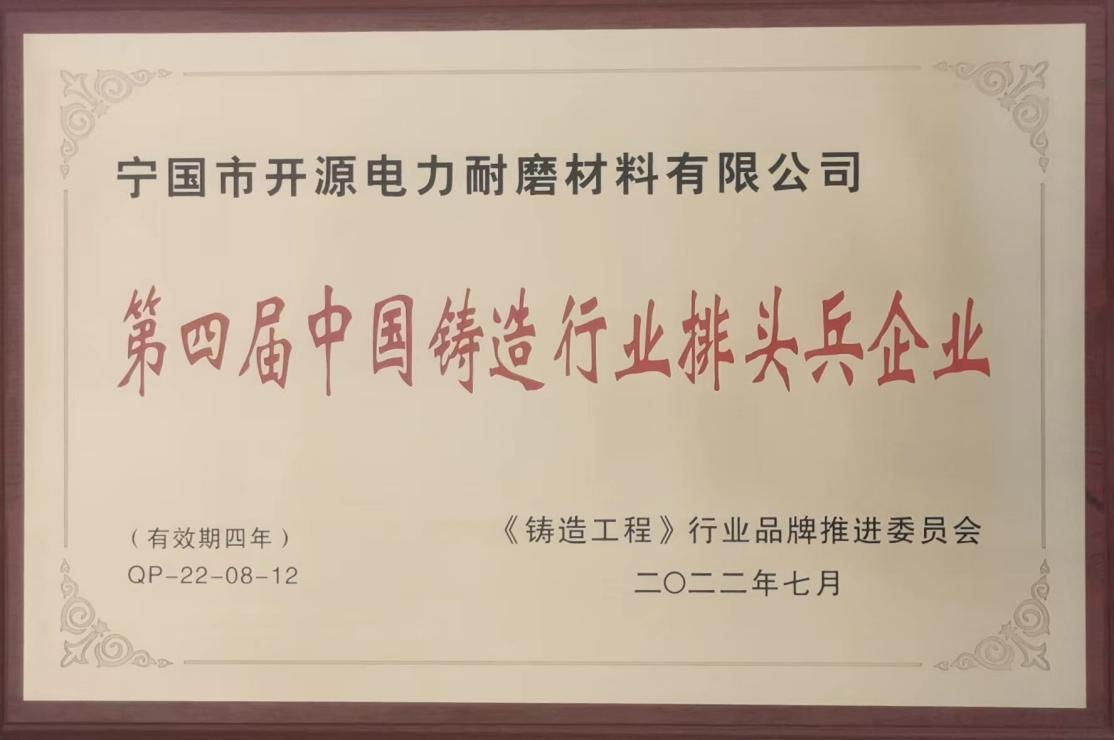 宁国市开源电力耐磨材料有限公司
第四届中国铸造行业排头兵企业
（有效期四年）
QP-22-08-12
《铸造工程》行业品牌推进委员会
二〇二二年七月